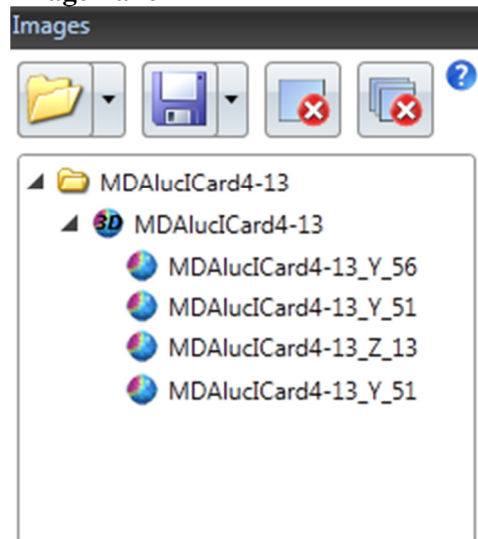 Images
?
MDAlucICard4-13
3D MDAlucICard4-13
MDAlucICard4-13_Y_56
MDAlucICard4-13_Y_51
MDAlucICard4-13_Z_13
MDAlucICard4-13_Y_51